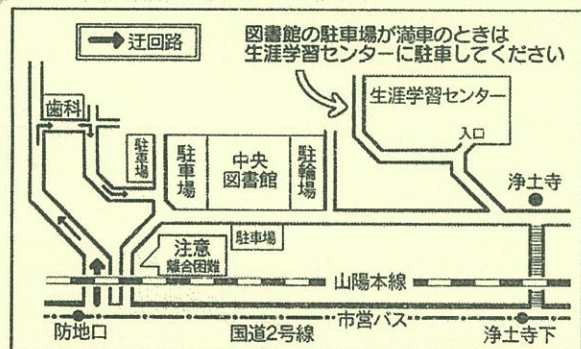 迂回路
図書館の駐車場が満車のときは
生涯学習センターに駐車してください
歯科
駐車場
駐車場
中央
図書館
駐輪場
生涯学習センター
入口
浄土寺
駐車場
注意
離合困難
山陽本線
市営バス
防地口
国道2号線
浄土寺下